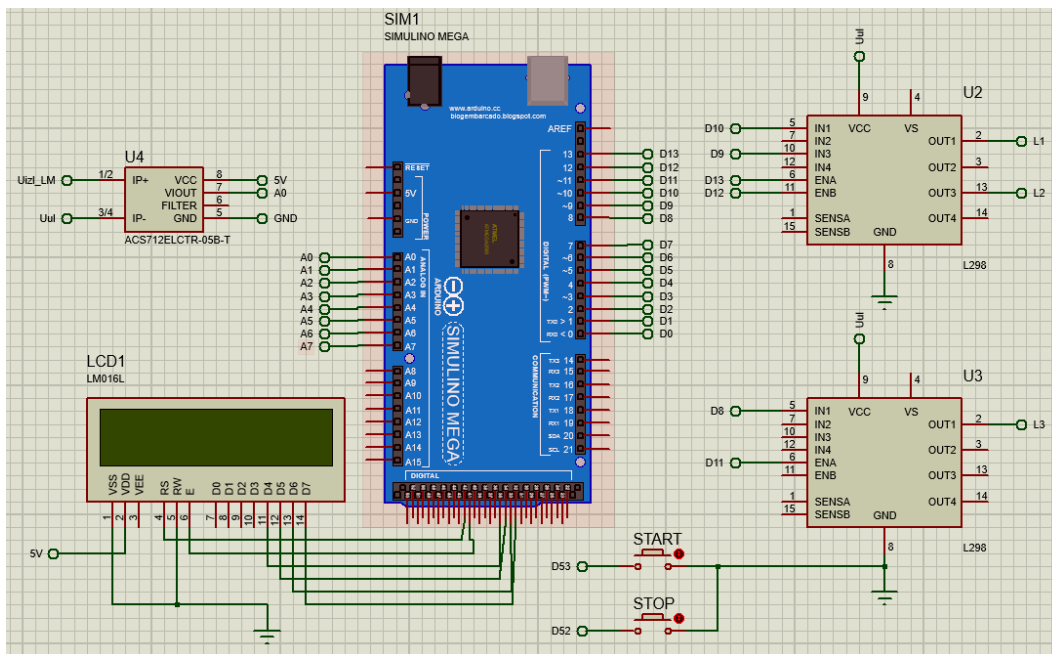 SIM1
SIMULINO MEGA
www.arduino.cc
blogembarcado.blogspot.com
AREF
RESET
5V
GND
POWER
A0 A0
A1 A1
A2 A2
A3 A3
A4 A4
A5 A5
A6 A6
A7 A7
A8
A9
A10
A11
A12
A13
A14
A15
ANALOG IN
ATMEL
ARDUINO
SIMULINO MEGA
13 D13
12 D12
~11 D11
~10 D10
~9 D9
8 D8
7 D7
~6 D6
~5 D5
4 D4
~3 D3
2 D2
TX0 > 1 D1
RX0 < 0 D0
DIGITAL (PWM~)
TX3 14
RX3 15
TX2 16
RX2 17
TX1 18
RX1 19
SDA 20
SCL 21
COMMUNICATION
DIGITAL
U4
Uizl_LM 1/2 IP+ VCC 8 5V
VIOUT 7 A0
FILTER 6
Uul 3/4 IP- GND 5 GND
ACS712ELCTR-05B-T
LCD1
LM016L
VSS VDD VEE RS RW E D0 D1 D2 D3 D4 D5 D6 D7
1 2 3 4 5 6 7 8 9 10 11 12 13 14
5V
START
D53
STOP
D52
Uul
U2
9 4
D10 5 IN1 VCC VS
7 IN2 OUT1 2 L1
D9 10 IN3
12 IN4 OUT2 3
D13 6 ENA
D12 11 ENB OUT3 13 L2
1 SENSA OUT4 14
15 SENSB GND
8
L298
Uul
U3
9 4
D8 5 IN1 VCC VS
7 IN2 OUT1 2 L3
10 IN3
12 IN4 OUT2 3
D11 6 ENA
11 ENB OUT3 13
1 SENSA OUT4 14
15 SENSB GND
8
L298